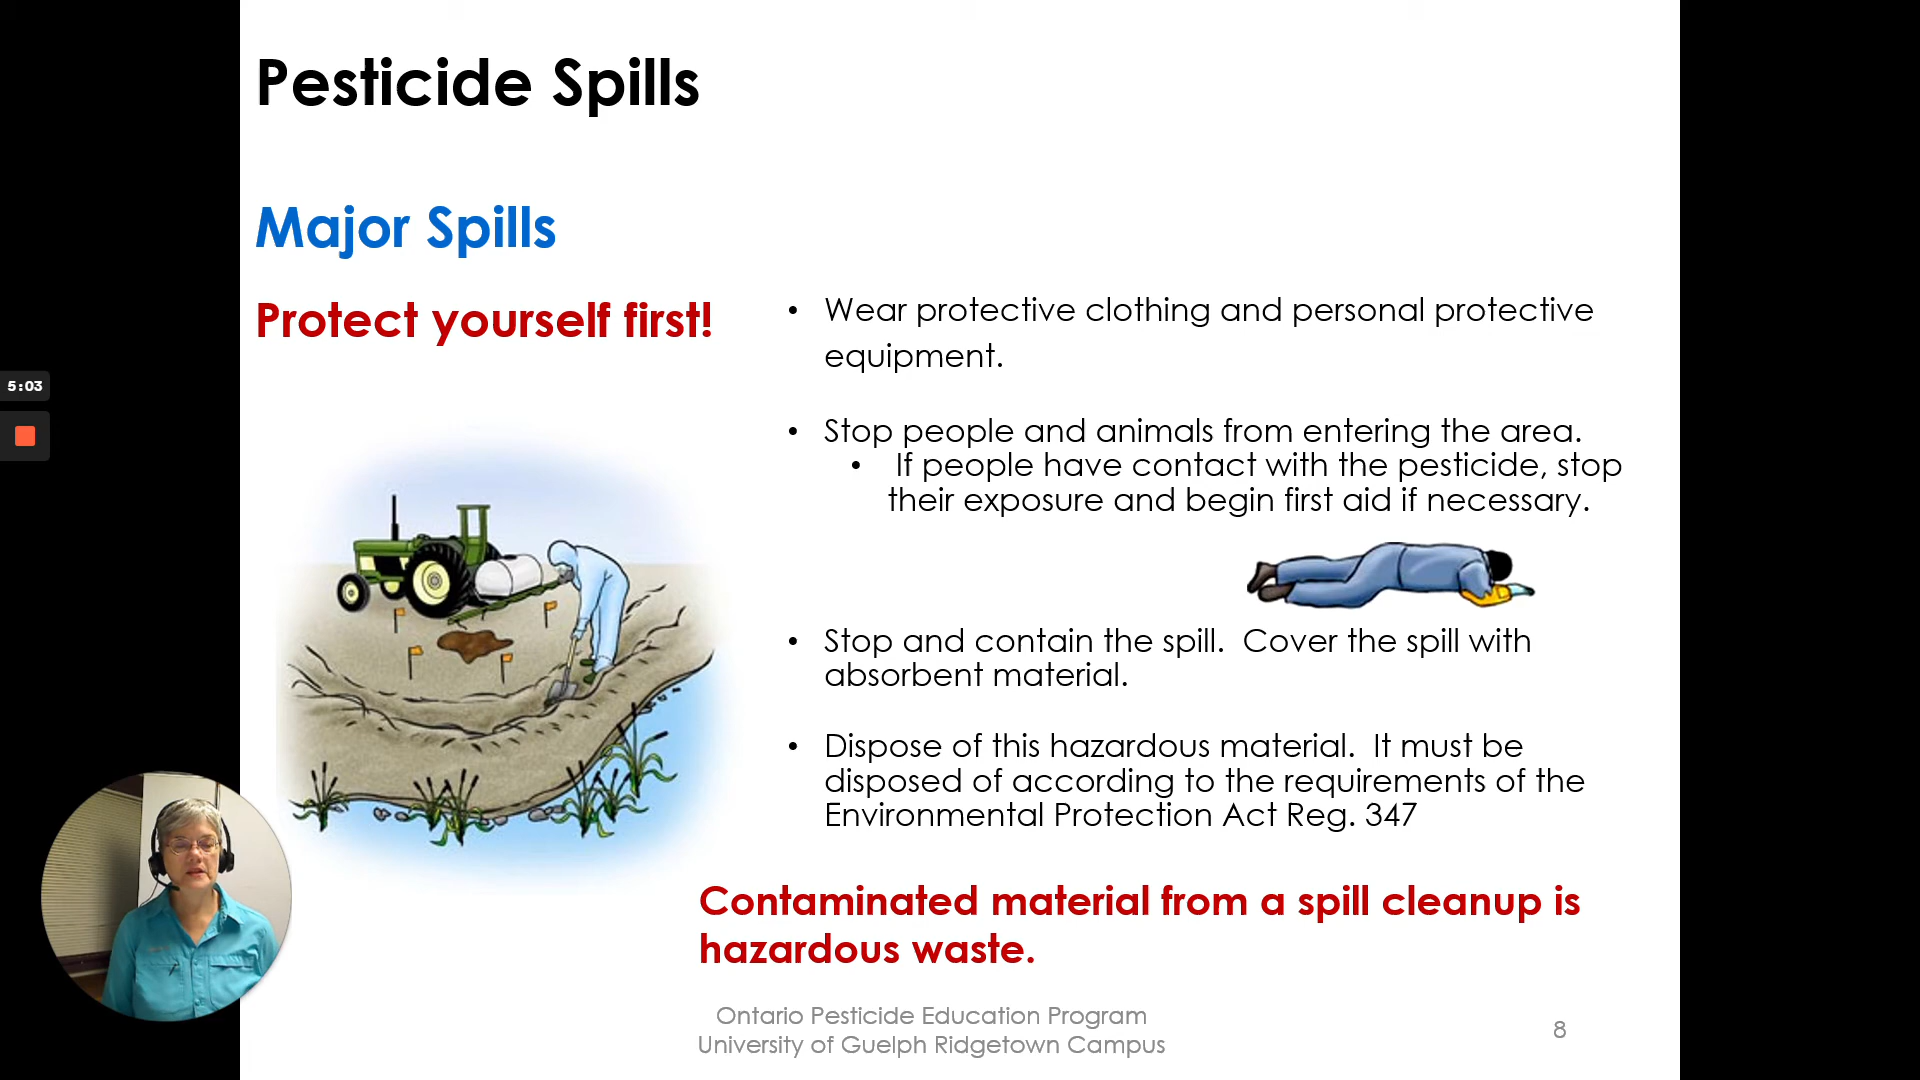 Pesticide Spills
Major Spills
Protect yourself first!
• Wear protective clothing and personal protective
equipment.
• Stop people and animals from entering the area.
• If people have contact with the pesticide, stop
their exposure and begin first aid if necessary.
5:03
• Stop and contain the spill.  Cover the spill with
absorbent material.
• Dispose of this hazardous material.  It must be
disposed of according to the requirements of the
Environmental Protection Act Reg. 347
Contaminated material from a spill cleanup is
hazardous waste.
Ontario Pesticide Education Program
University of Guelph Ridgetown Campus
8